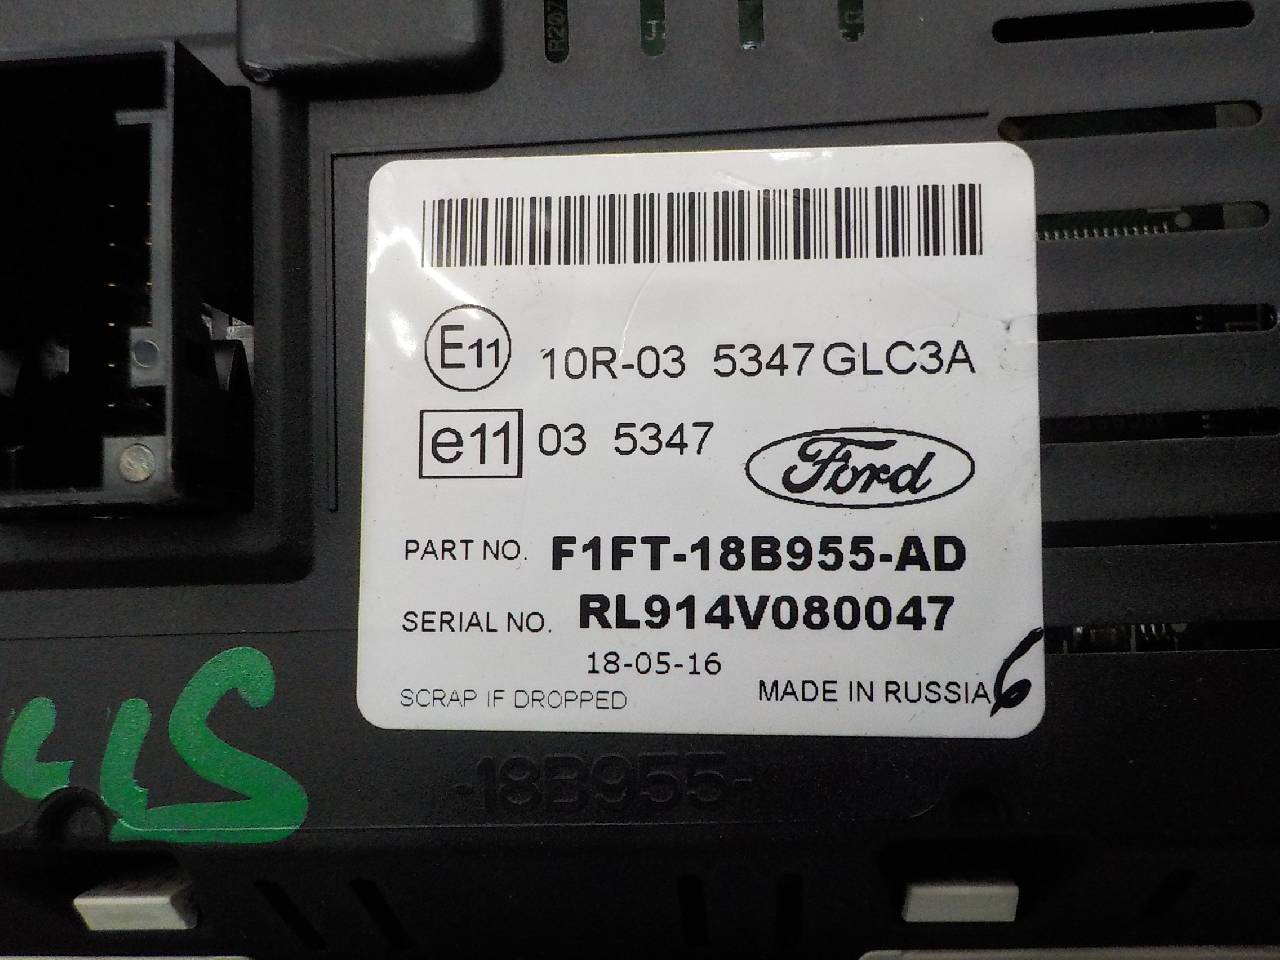 R207
E11 10R-03 5347GLC3A
e11 03 5347
Ford
PART NO. F1FT-18B955-AD
SERIAL NO. RL914V080047
18-05-16
SCRAP IF DROPPED MADE IN RUSSIA 6
-18B955-